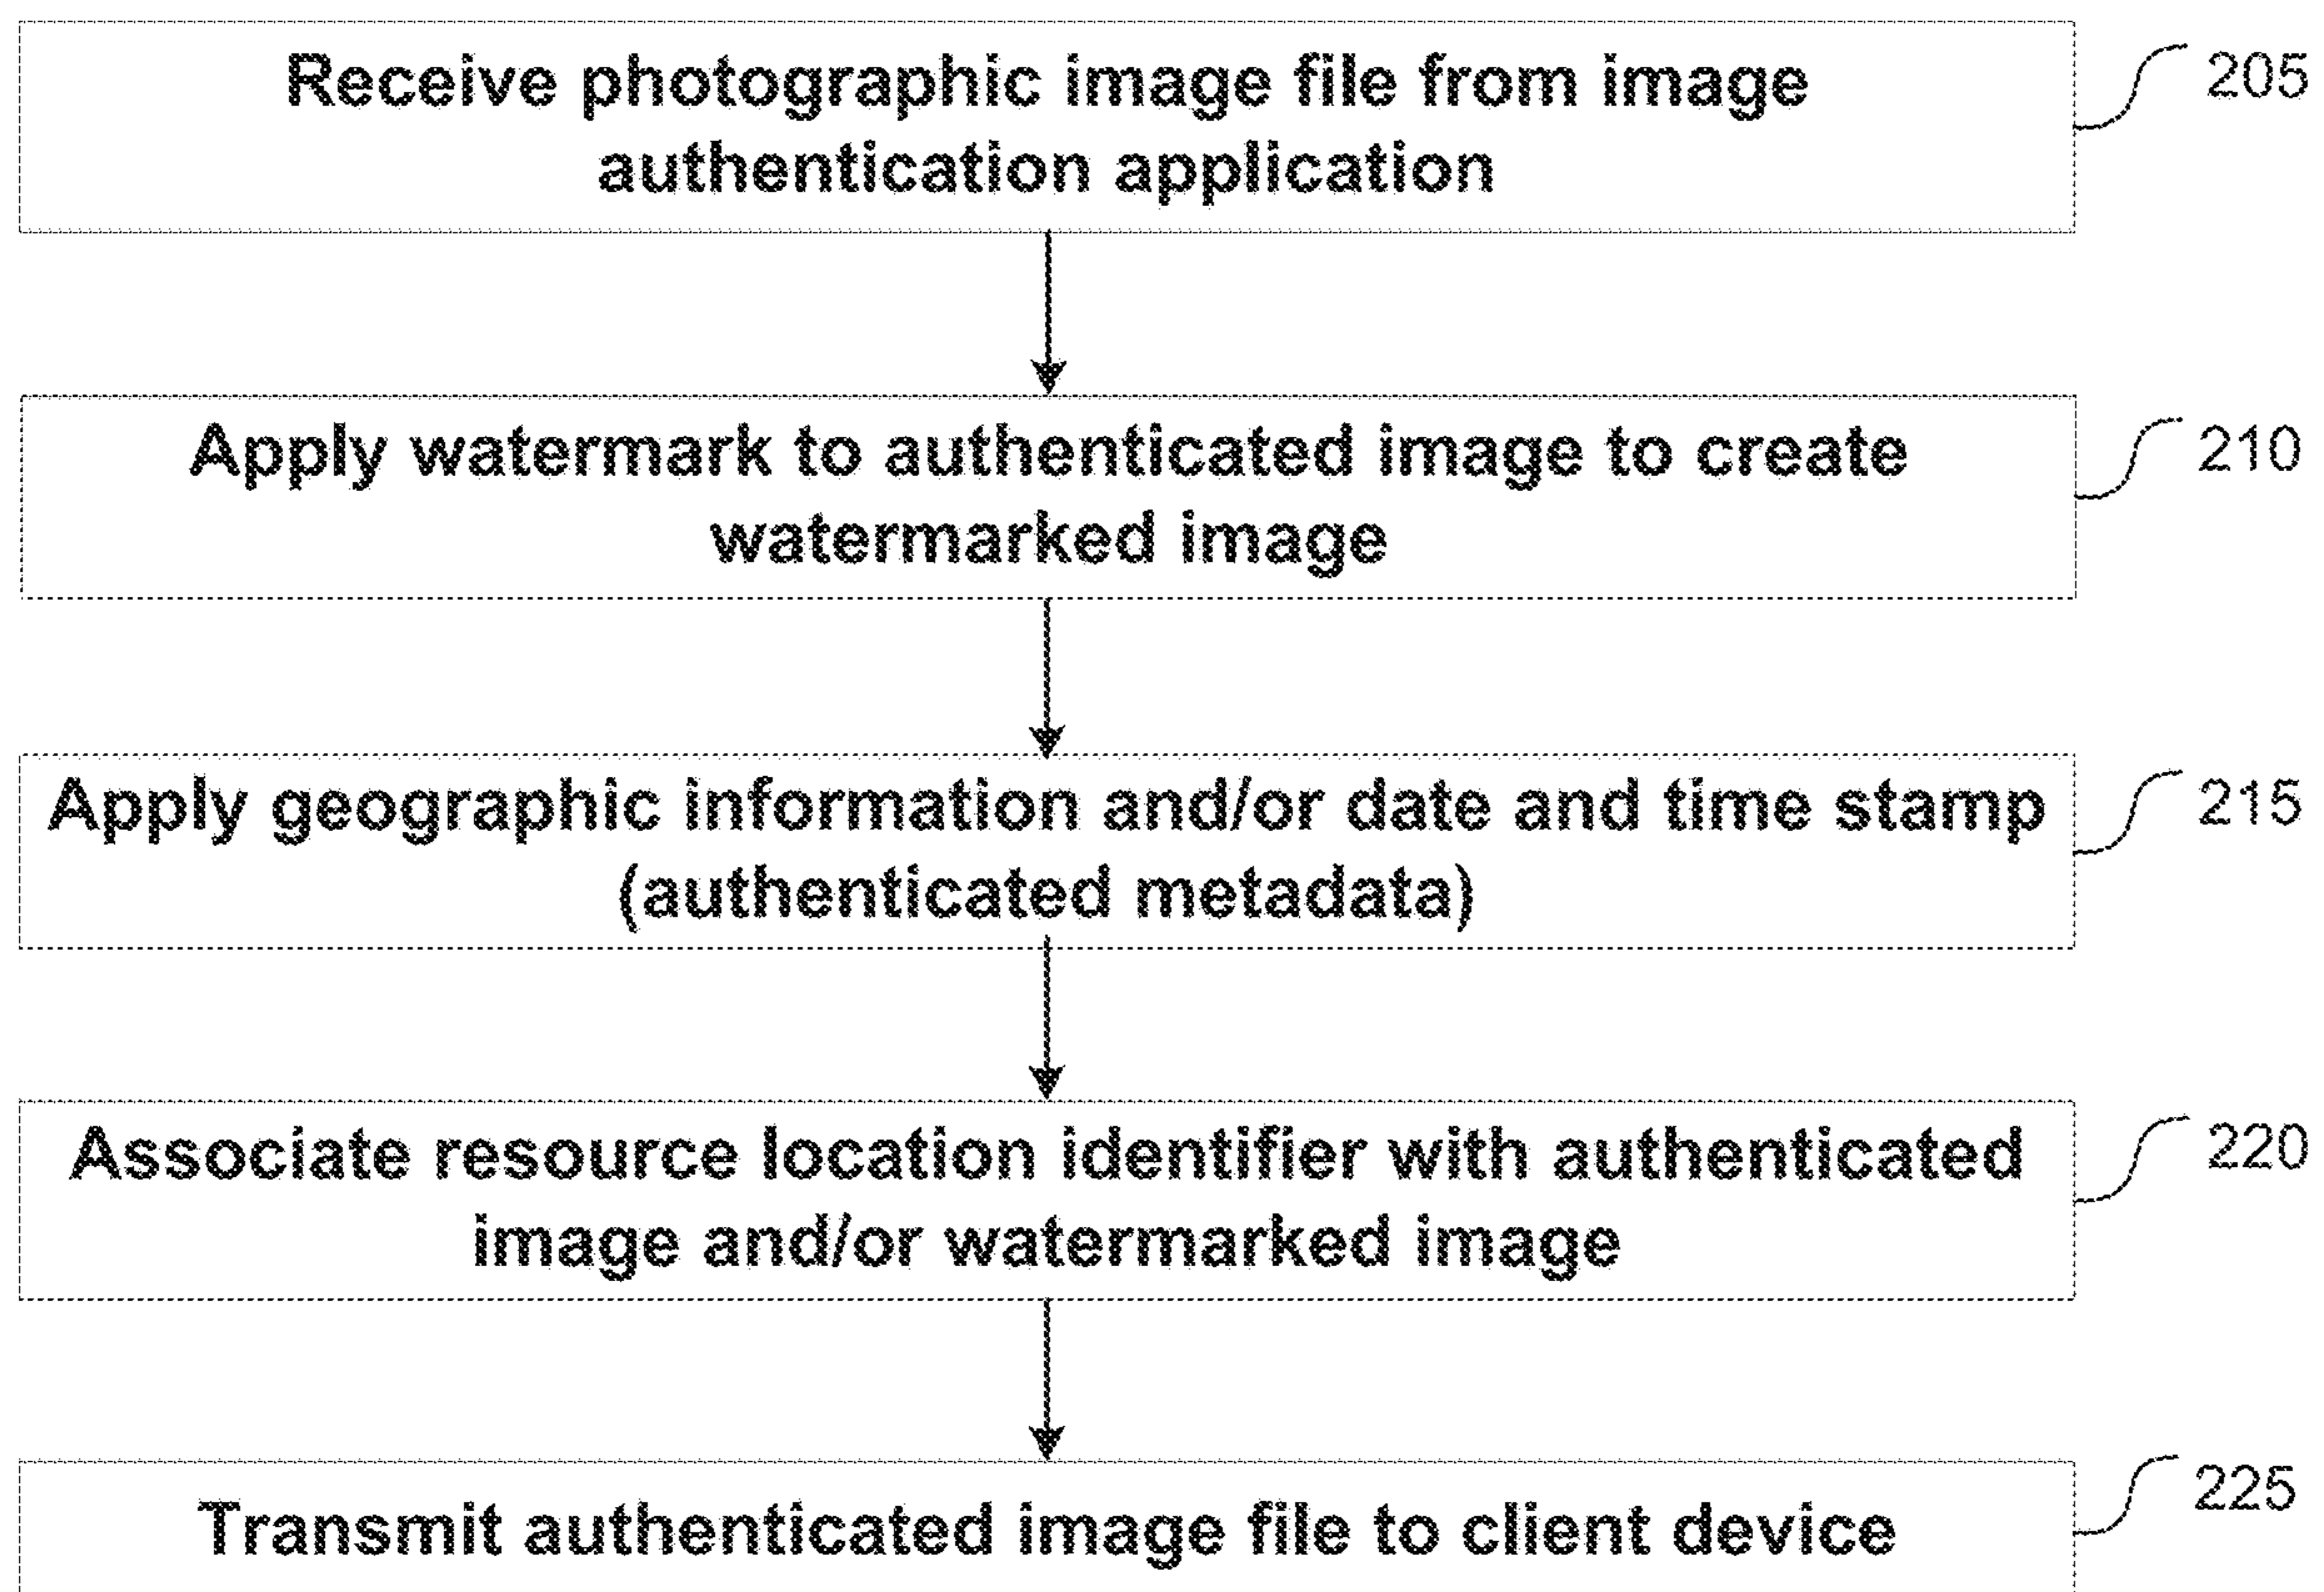 Receive photographic image file from image
authentication application
205
Apply watermark to authenticated image to create
watermarked image
210
Apply geographic information and/or date and time stamp
(authenticated metadata)
215
Associate resource location identifier with authenticated
image and/or watermarked image
220
Transmit authenticated image file to client device
225